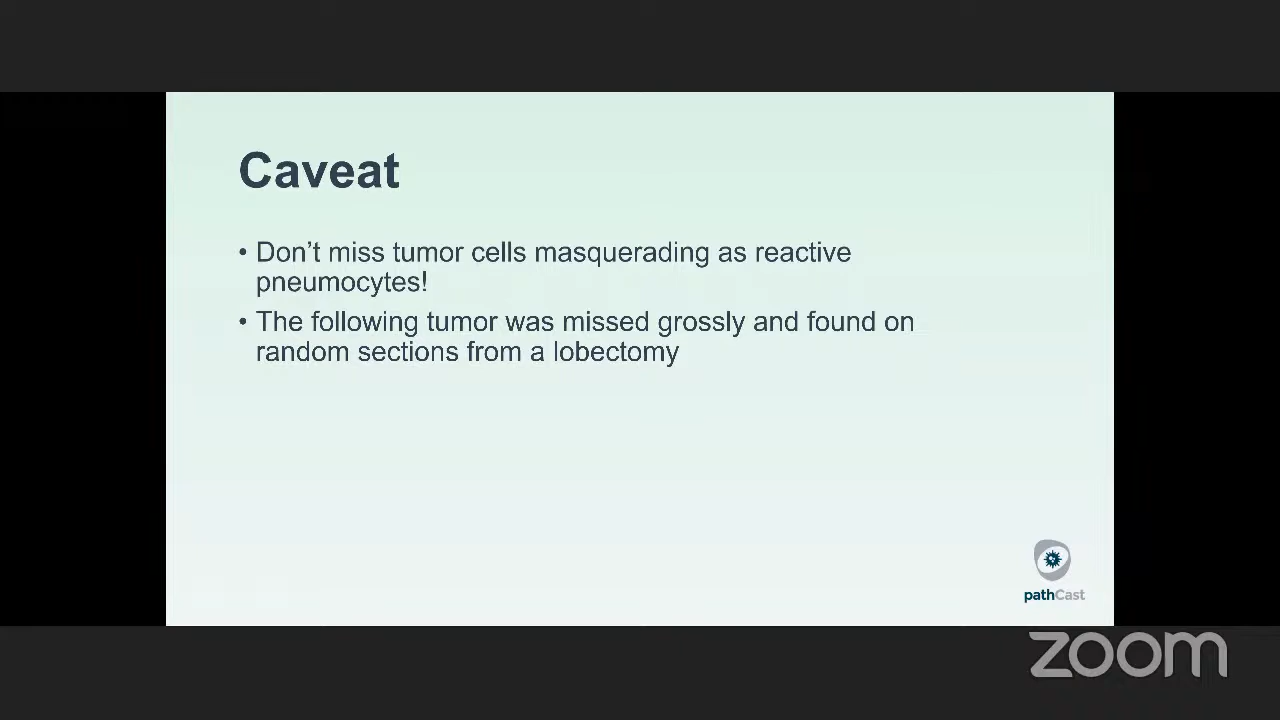 Caveat
• Don’t miss tumor cells masquerading as reactive
pneumocytes!
• The following tumor was missed grossly and found on
random sections from a lobectomy
pathCast
zoom